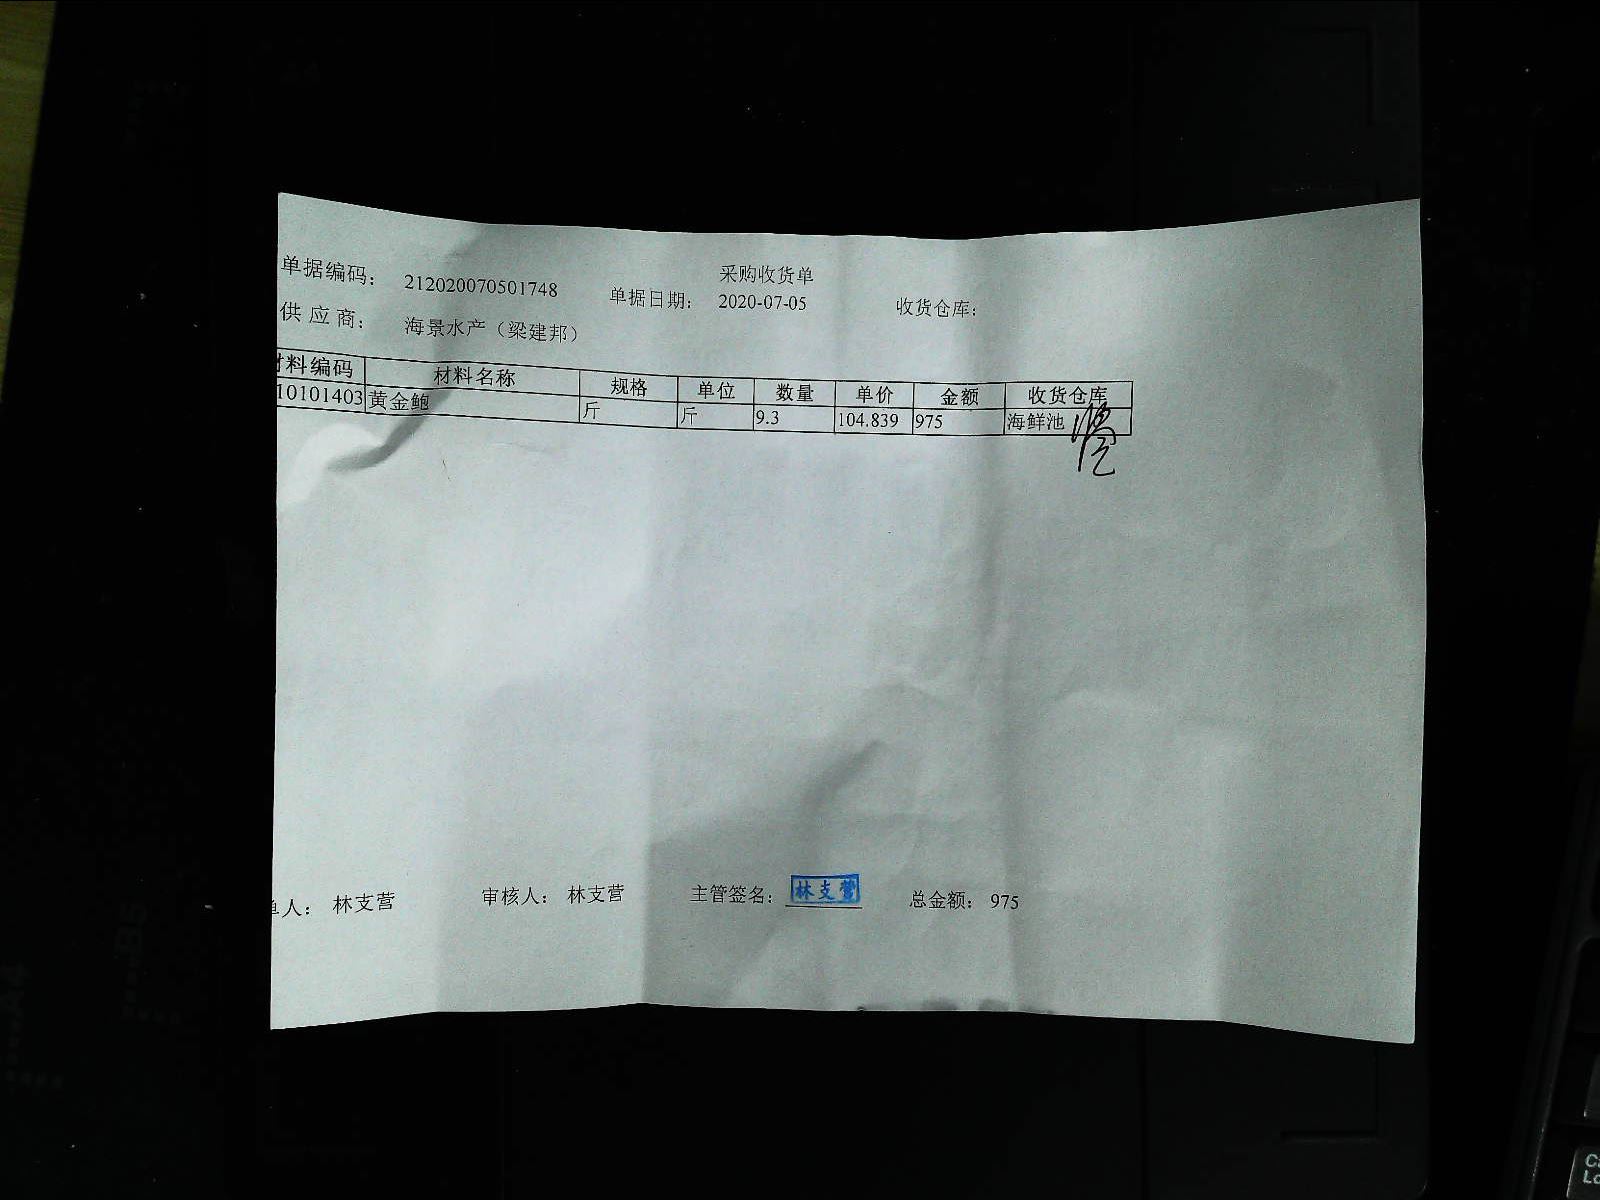 采购收货单
单据编码: 212020070501748 单据日期: 2020-07-05 收货仓库:
供应商: 海景水产（梁建邦）
材料编码 材料名称 规格 单位 数量 单价 金额 收货仓库
10101403 黄金鲍 斤 斤 9.3 104.839 975 海鲜池
单人: 林支营 审核人: 林支营 主管签名: 林支营 总金额: 975